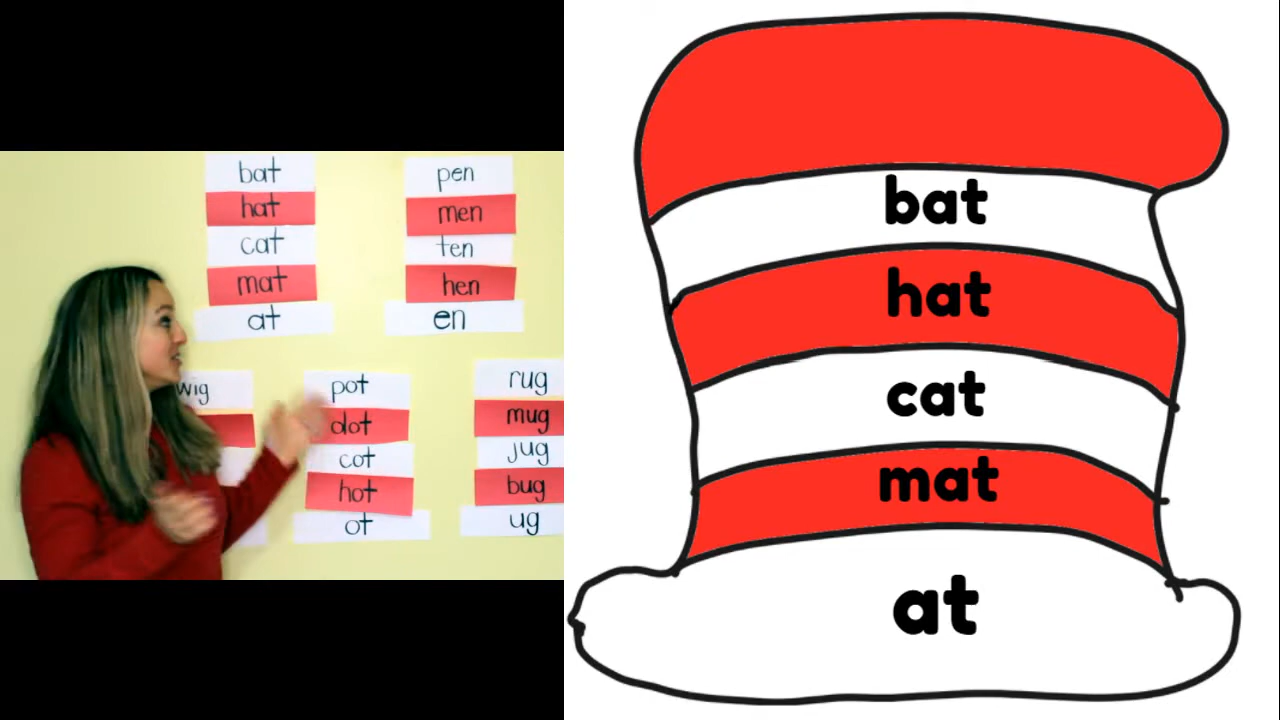 bat
hat
cat
mat
at
pen
men
ten
hen
en
wig
pot
dot
cot
hot
ot
rug
mug
jug
bug
ug
bat
hat
cat
mat
at